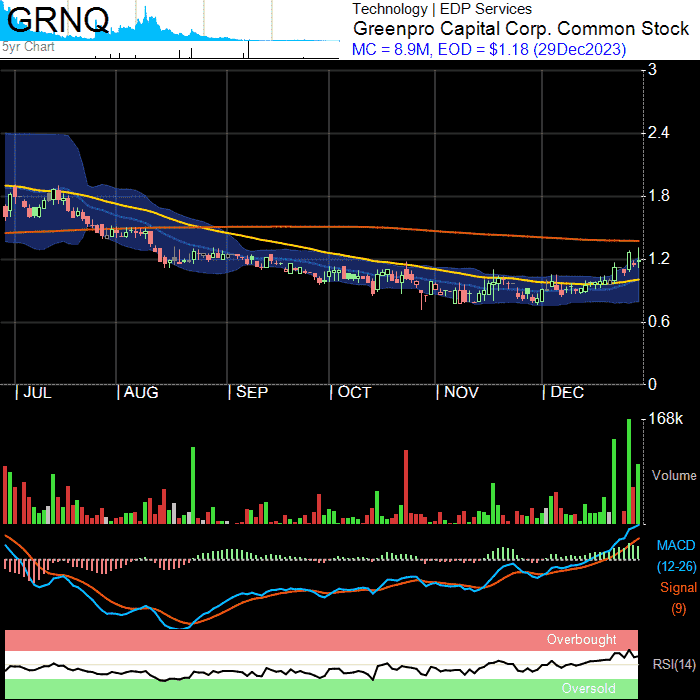 GRNQ
5yr Chart
Technology | EDP Services
Greenpro Capital Corp. Common Stock
MC = 8.9M, EOD = $1.18 (29Dec2023)
3
2.4
1.8
1.2
0.6
0
JUL AUG SEP OCT NOV DEC
168k
Volume
MACD
(12-26)
Signal
(9)
Overbought
RSI(14)
Oversold